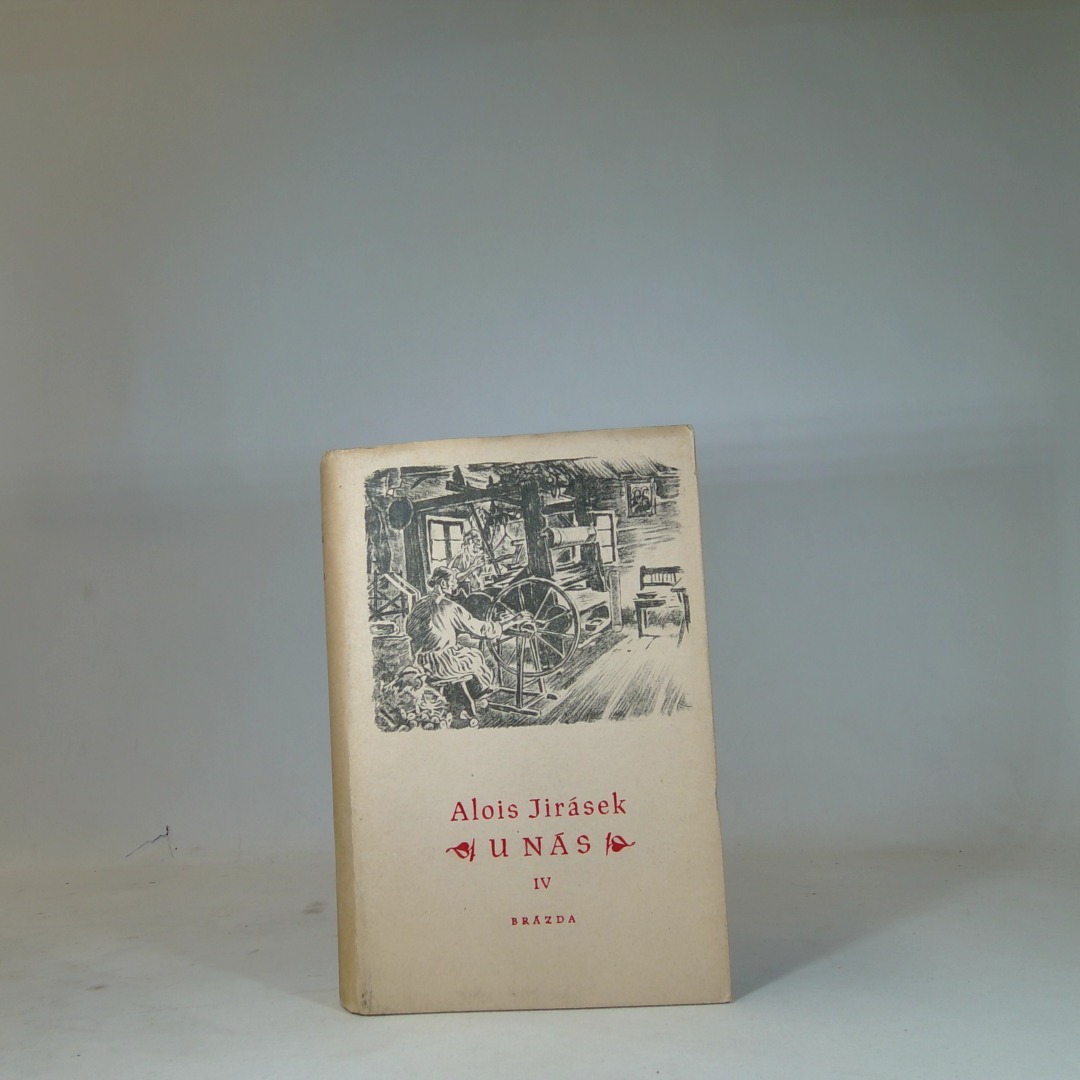 Alois Jirásek
U NÁS
IV
BRÁZDA